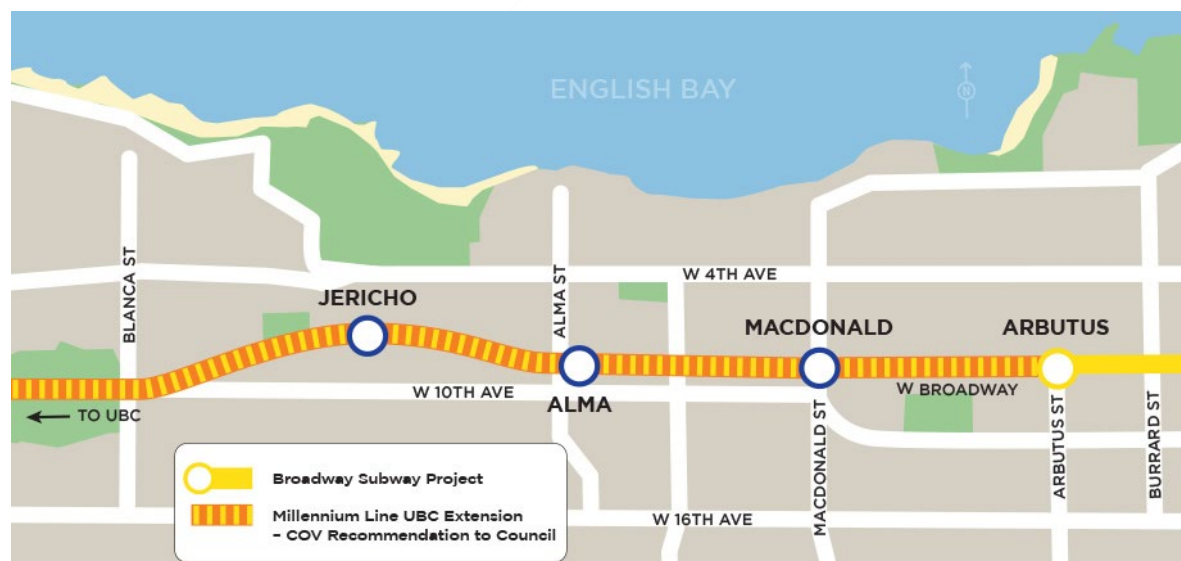 ENGLISH BAY
N
W 4TH AVE
BLANCA ST
ALMA ST
JERICHO
MACDONALD
ARBUTUS
W 10TH AVE
ALMA
W BROADWAY
TO UBC
MACDONALD ST
ARBUTUS ST
BURRARD ST
W 16TH AVE
Broadway Subway Project
Millennium Line UBC Extension
– COV Recommendation to Council